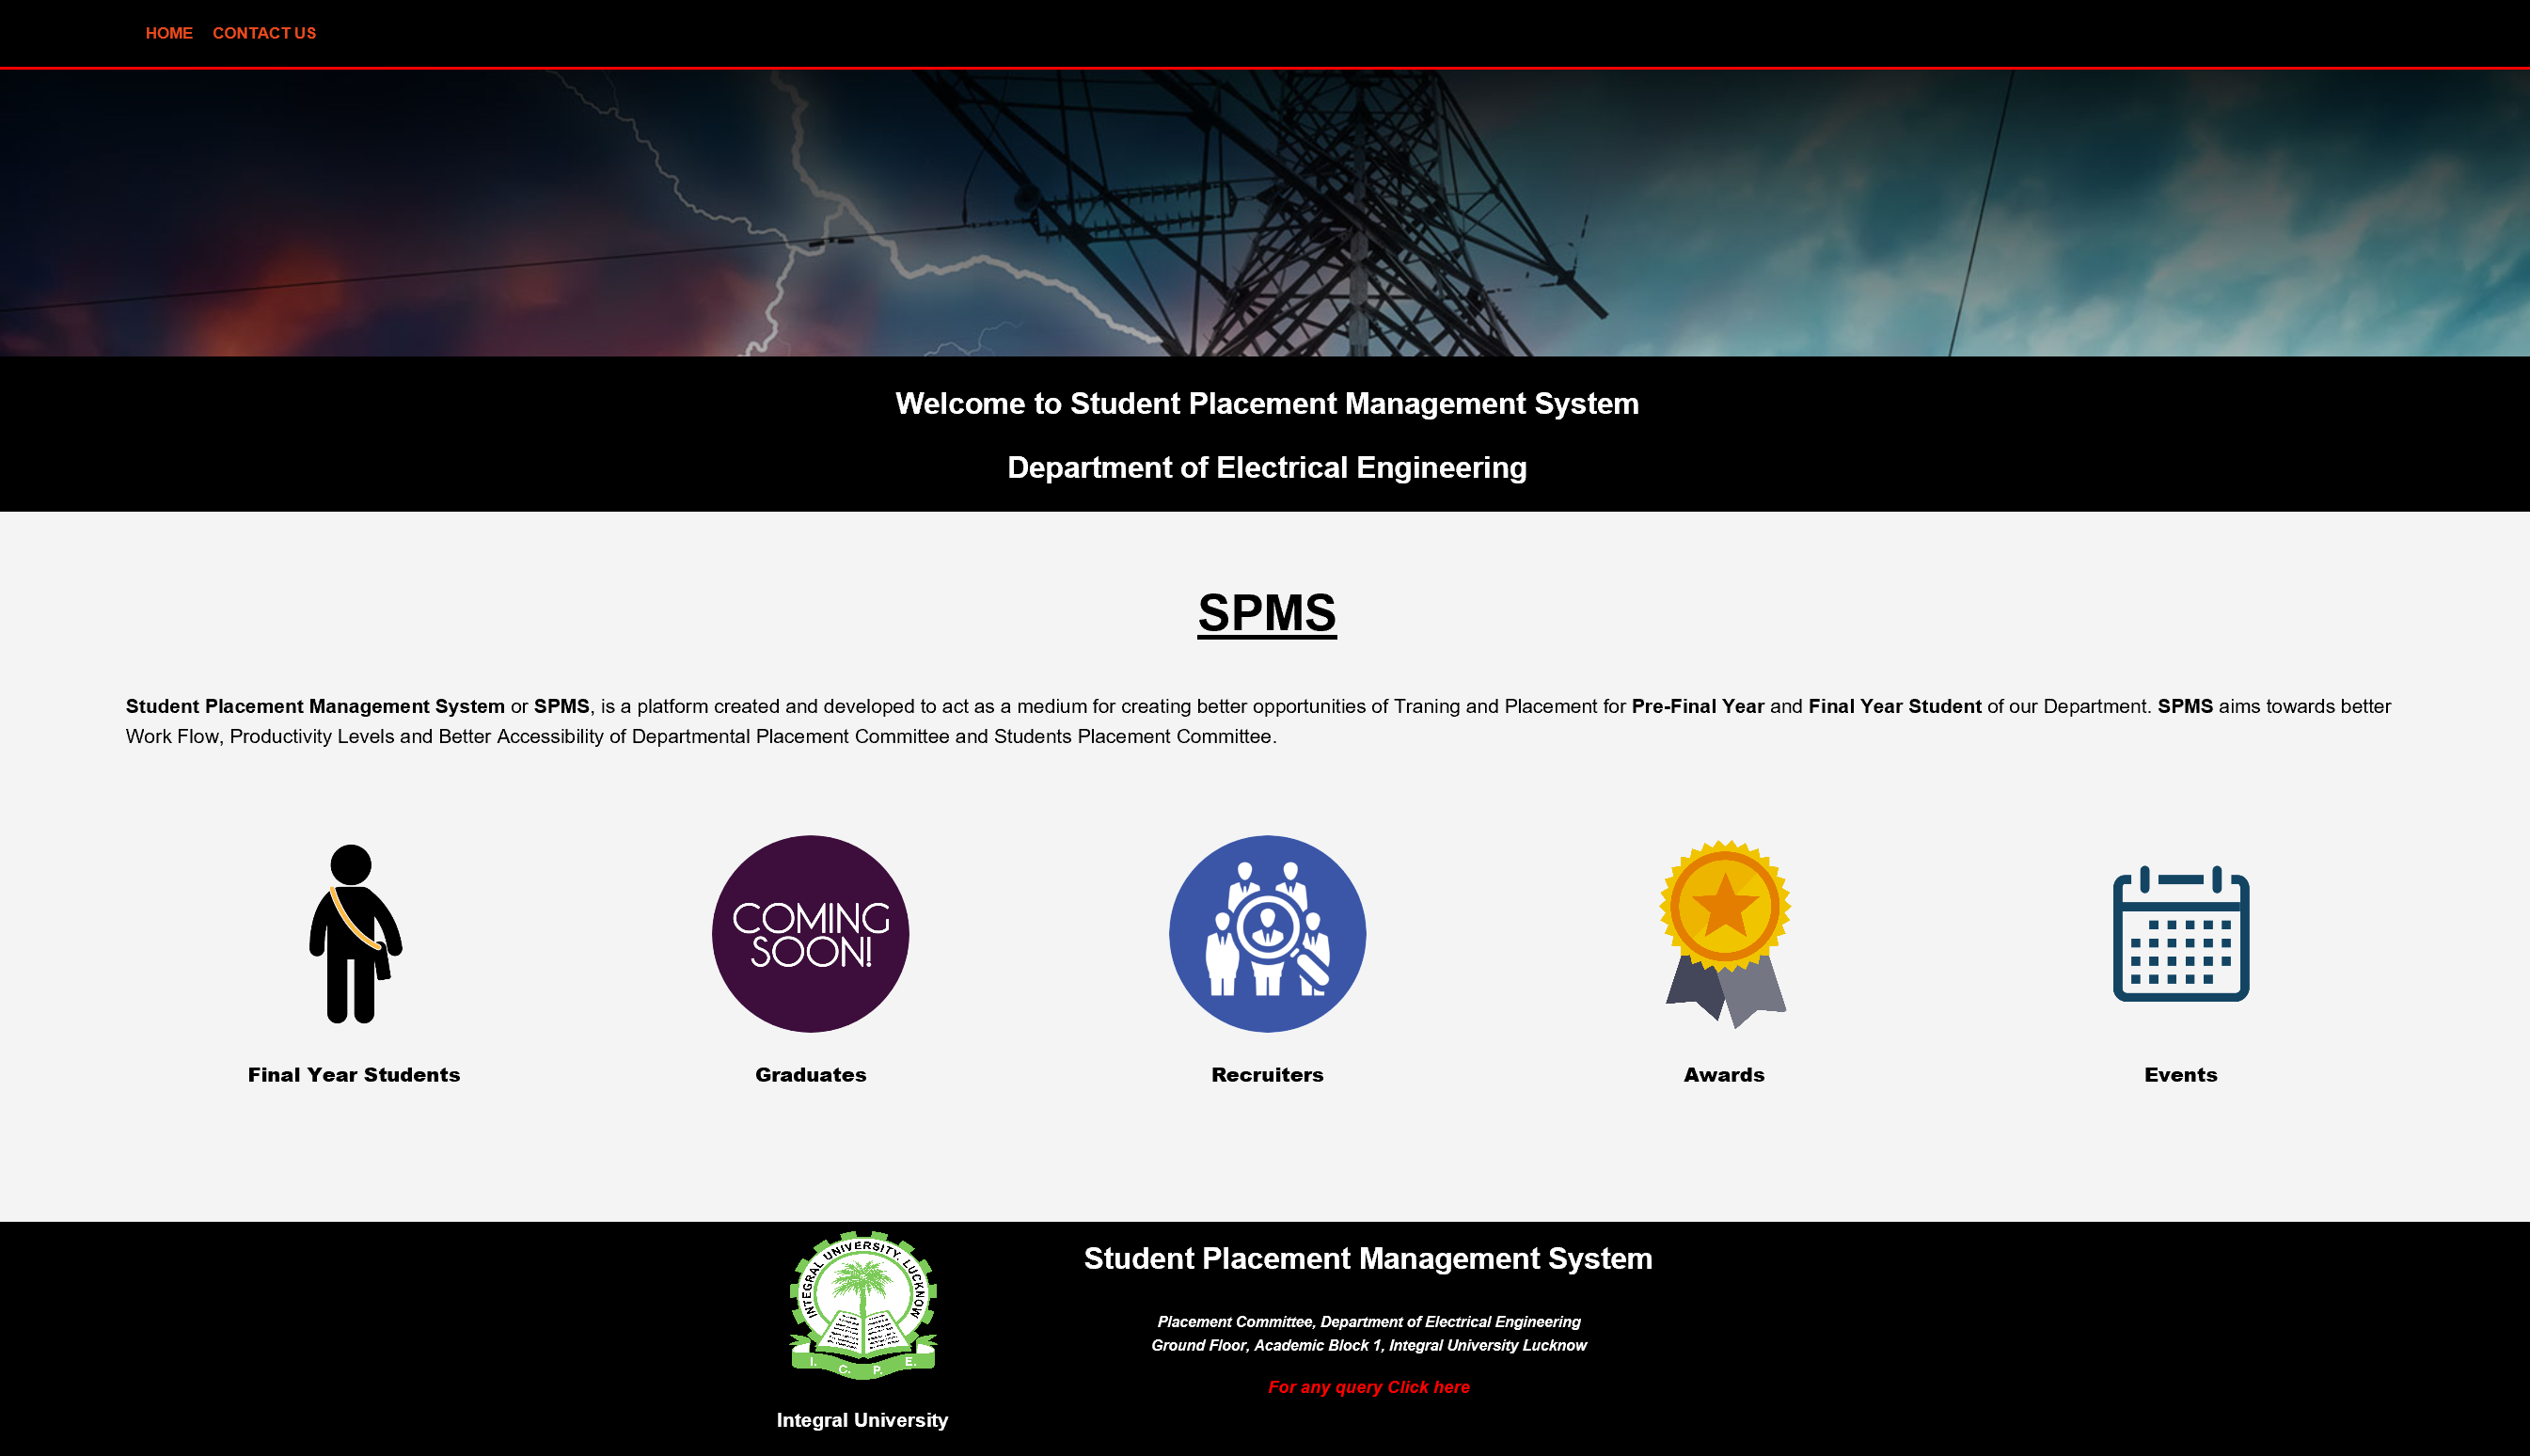 HOME CONTACT US
Welcome to Student Placement Management System
Department of Electrical Engineering
SPMS
Student Placement Management System or SPMS, is a platform created and developed to act as a medium for creating better opportunities of Traning and Placement for Pre-Final Year and Final Year Student of our Department. SPMS aims towards better
Work Flow, Productivity Levels and Better Accessibility of Departmental Placement Committee and Students Placement Committee.
COMING
SOON!
Final Year Students
Graduates
Recruiters
Awards
Events
INTEGRAL UNIVERSITY. LUCKNOW
I. C. P. E.
Integral University
Student Placement Management System
Placement Committee, Department of Electrical Engineering
Ground Floor, Academic Block 1, Integral University Lucknow
For any query Click here